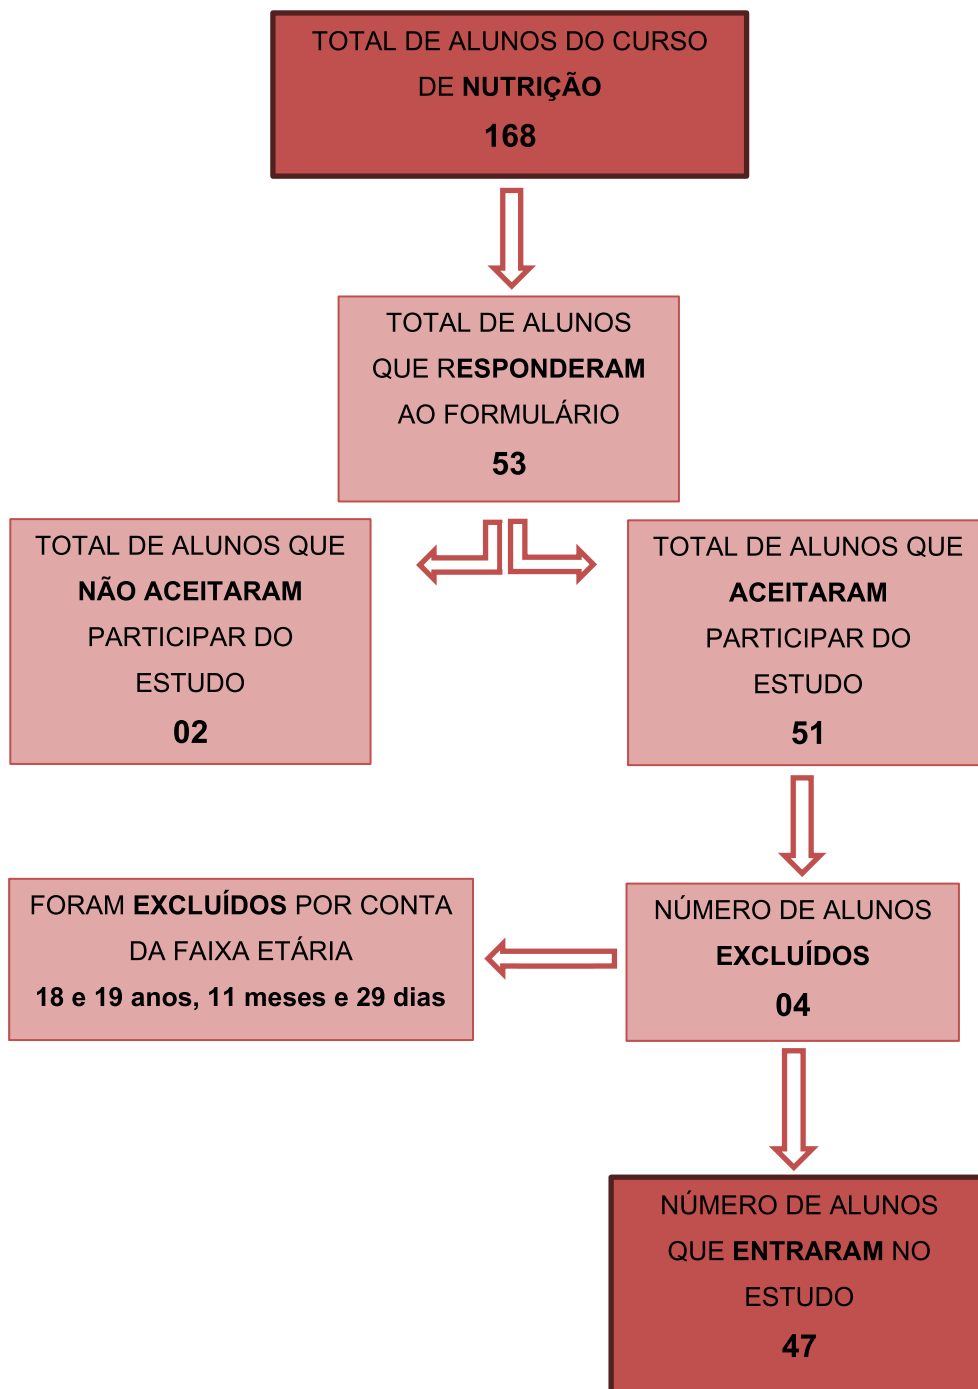 TOTAL DE ALUNOS DO CURSO
DE NUTRIÇÃO
168
TOTAL DE ALUNOS
QUE RESPONDERAM
AO FORMULÁRIO
53
TOTAL DE ALUNOS QUE
NÃO ACEITARAM
PARTICIPAR DO
ESTUDO
02
TOTAL DE ALUNOS QUE
ACEITARAM
PARTICIPAR DO
ESTUDO
51
NÚMERO DE ALUNOS
EXCLUÍDOS
04
FORAM EXCLUÍDOS POR CONTA
DA FAIXA ETÁRIA
18 e 19 anos, 11 meses e 29 dias
NÚMERO DE ALUNOS
QUE ENTRARAM NO
ESTUDO
47